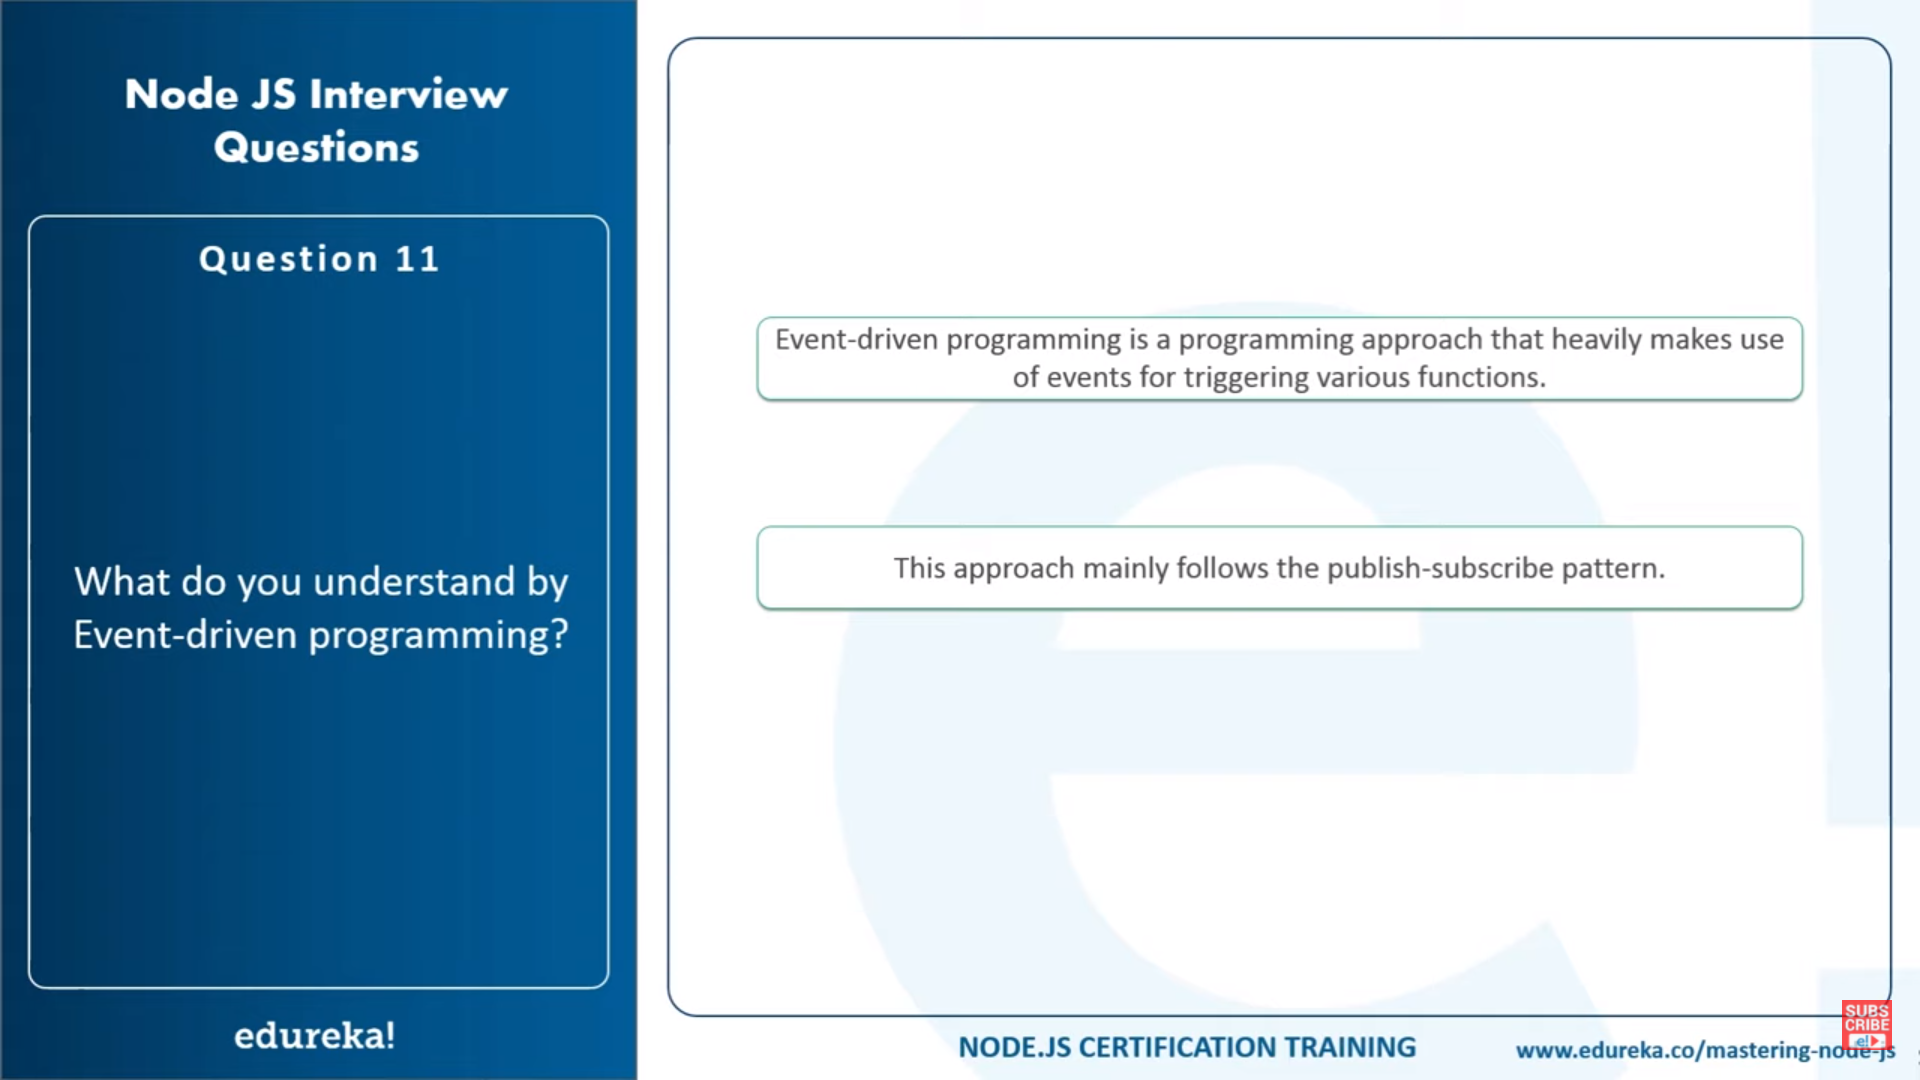 Node JS Interview
Questions
Question 11
What do you understand by
Event-driven programming?
edureka!
Event-driven programming is a programming approach that heavily makes use
of events for triggering various functions.
This approach mainly follows the publish-subscribe pattern.
NODE.JS CERTIFICATION TRAINING
www.edureka.co/mastering-node-js
SUBS
CRIBE
e!